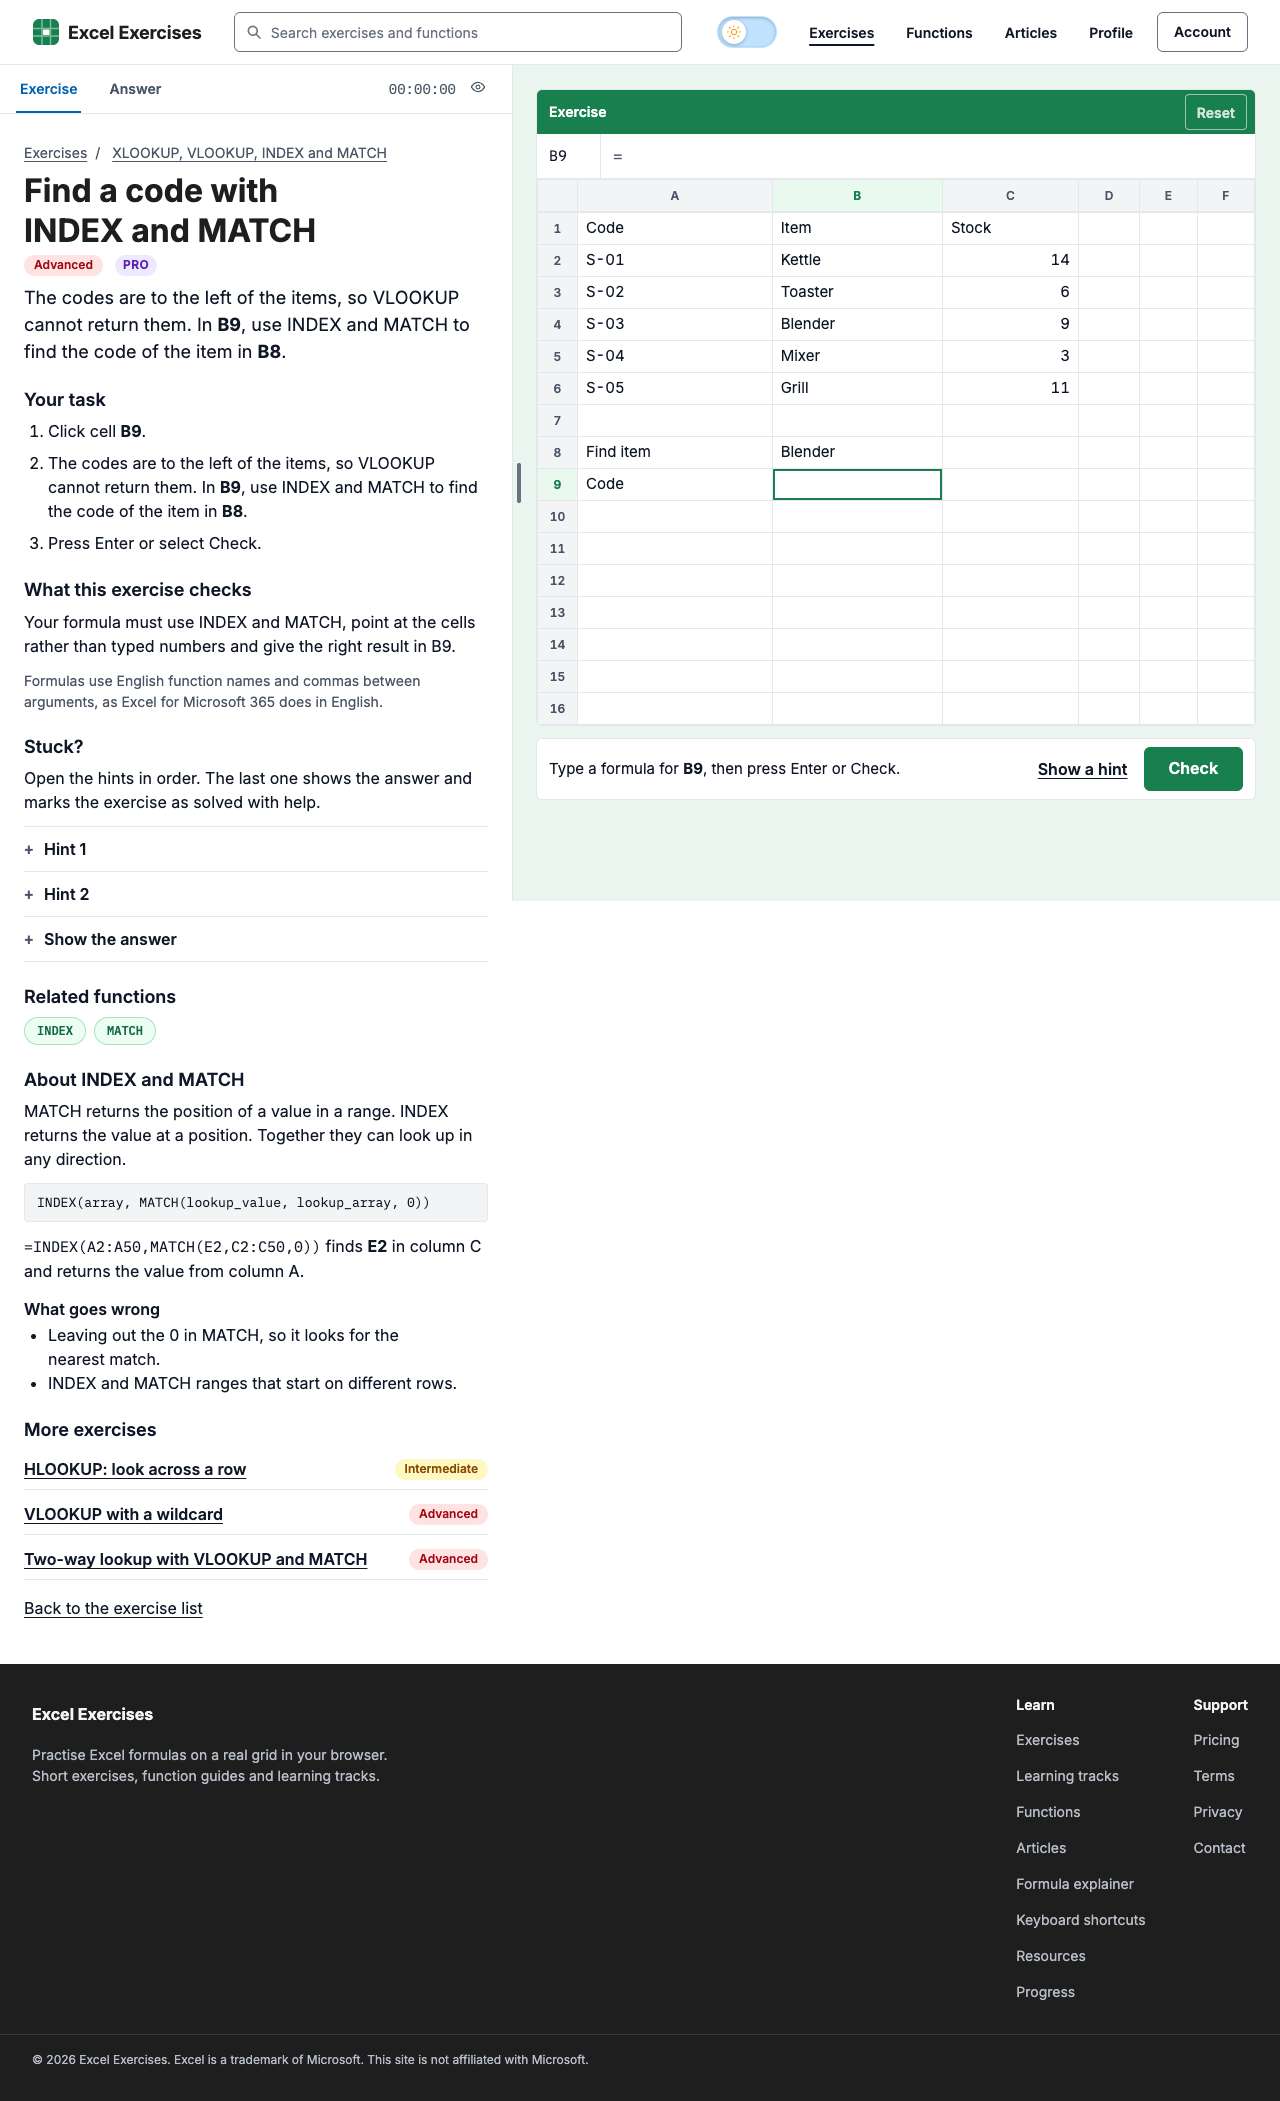 Excel Exercises
Search exercises and functions
Exercises
Functions
Articles
Profile
Account
Exercise
Answer
00:00:00
Exercises / XLOOKUP, VLOOKUP, INDEX and MATCH
Find a code with
INDEX and MATCH
Advanced
PRO
The codes are to the left of the items, so VLOOKUP
cannot return them. In B9, use INDEX and MATCH to
find the code of the item in B8.
Your task
1. Click cell B9.
2. The codes are to the left of the items, so VLOOKUP
cannot return them. In B9, use INDEX and MATCH to find
the code of the item in B8.
3. Press Enter or select Check.
What this exercise checks
Your formula must use INDEX and MATCH, point at the cells
rather than typed numbers and give the right result in B9.
Formulas use English function names and commas between
arguments, as Excel for Microsoft 365 does in English.
Stuck?
Open the hints in order. The last one shows the answer and
marks the exercise as solved with help.
+ Hint 1
+ Hint 2
+ Show the answer
Related functions
INDEX
MATCH
About INDEX and MATCH
MATCH returns the position of a value in a range. INDEX
returns the value at a position. Together they can look up in
any direction.
INDEX(array, MATCH(lookup_value, lookup_array, 0))
=INDEX(A2:A50,MATCH(E2,C2:C50,0)) finds E2 in column C
and returns the value from column A.
What goes wrong
• Leaving out the 0 in MATCH, so it looks for the
nearest match.
• INDEX and MATCH ranges that start on different rows.
More exercises
HLOOKUP: look across a row Intermediate
VLOOKUP with a wildcard Advanced
Two-way lookup with VLOOKUP and MATCH Advanced
Back to the exercise list
Exercise
Reset
B9 =
A B C D E F
1 Code Item Stock
2 S-01 Kettle 14
3 S-02 Toaster 6
4 S-03 Blender 9
5 S-04 Mixer 3
6 S-05 Grill 11
7
8 Find item Blender
9 Code
10
11
12
13
14
15
16
Type a formula for B9, then press Enter or Check.
Show a hint
Check
Excel Exercises
Practise Excel formulas on a real grid in your browser.
Short exercises, function guides and learning tracks.
Learn
Exercises
Learning tracks
Functions
Articles
Formula explainer
Keyboard shortcuts
Resources
Progress
Support
Pricing
Terms
Privacy
Contact
© 2026 Excel Exercises. Excel is a trademark of Microsoft. This site is not affiliated with Microsoft.